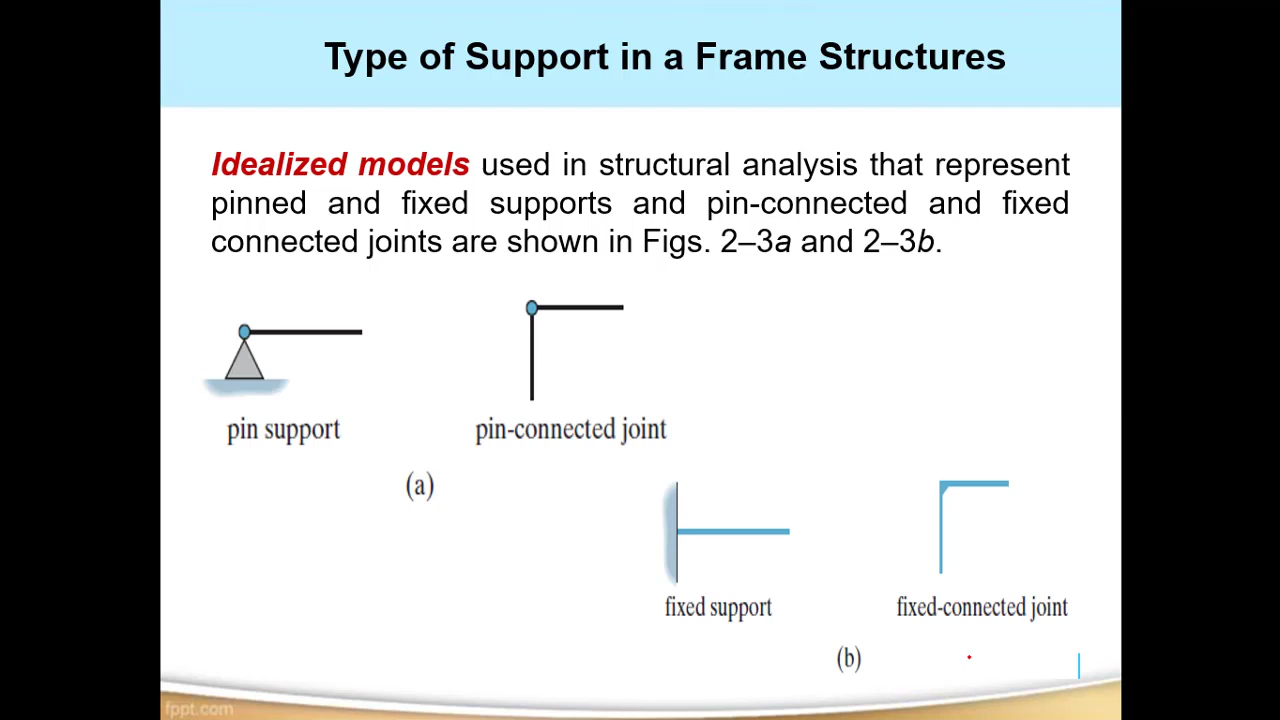 Type of Support in a Frame Structures
Idealized models used in structural analysis that represent
pinned and fixed supports and pin-connected and fixed
connected joints are shown in Figs. 2–3a and 2–3b.
pin support
pin-connected joint
(a)
fixed support
fixed-connected joint
(b)
fppt.com